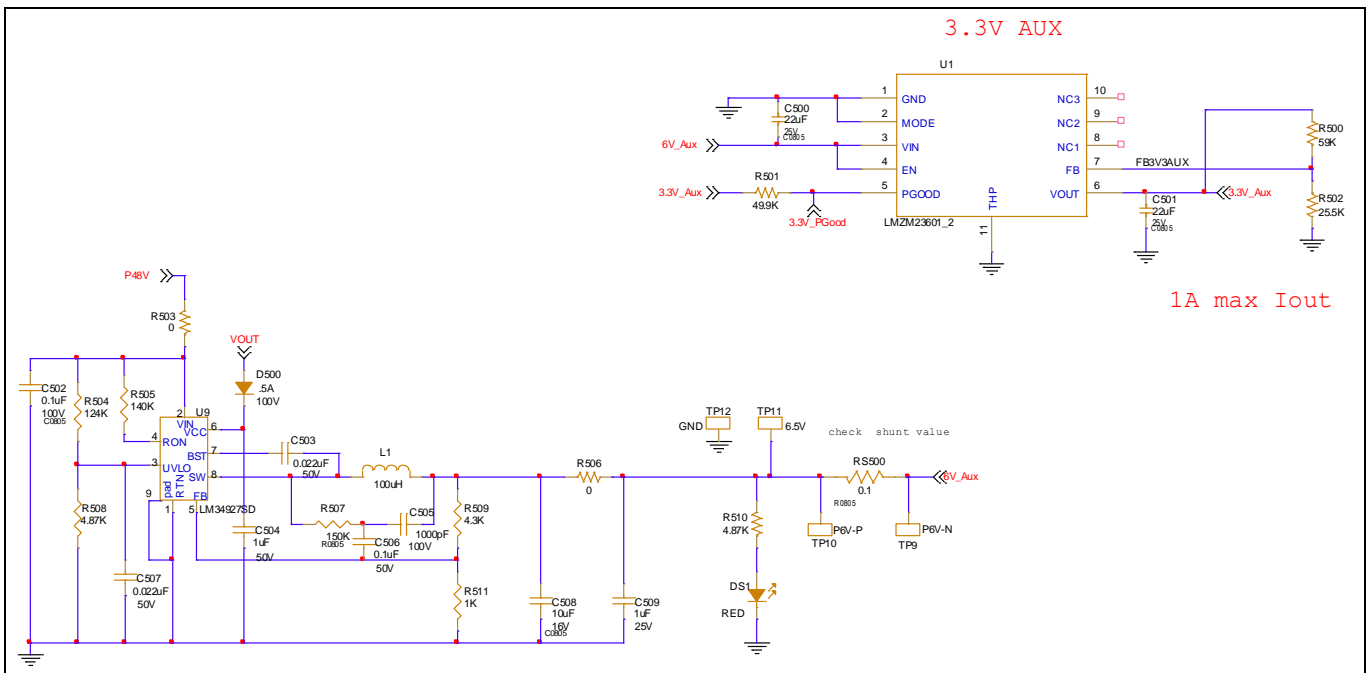 3.3V AUX
U1
1
GND
NC3
10
C500
22uF
25V
C0805
2
MODE
NC2
9
R500
59K
6V_Aux
3
VIN
NC1
8
4
EN
FB
7
FB3V3AUX
3.3V_Aux
R501
49.9K
5
PGOOD
VOUT
6
3.3V_Aux
R502
25.5K
3.3V_PGood
THP
11
LMZM23601_2
C501
22uF
25V
C0805
1A max Iout
P48V
R503
0
VOUT
D500
.5A
100V
C502
0.1uF
100V
C0805
R504
124K
R505
140K
U9
2
VIN
VCC
6
4
RON
BST
7
C503
0.022uF
50V
3
UVLO
SW
8
L1
100uH
9
pad
RTN
FB
1
5
LM34927SD
R508
4.87K
C504
1uF
50V
R507
150K
R0805
C505
1000pF
100V
C506
0.1uF
50V
R509
4.3K
C507
0.022uF
50V
R511
1K
R506
0
C508
10uF
16V
C0805
C509
1uF
25V
TP12
GND
TP11
6.5V
check shunt value
RS500
0.1
R0805
6V_Aux
R510
4.87K
P6V-P
TP10
P6V-N
TP9
DS1
RED